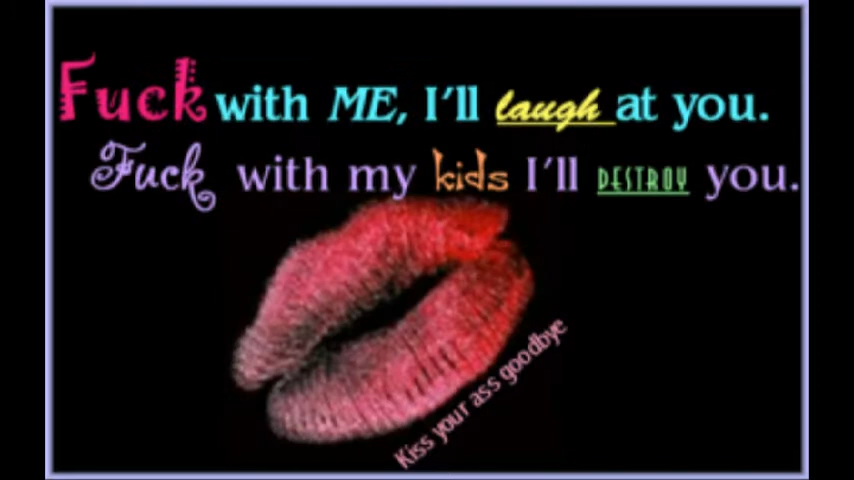 Fuck with ME, I'll laugh at you.
Fuck with my kids I'll DESTROY you.
Kiss your ass goodbye